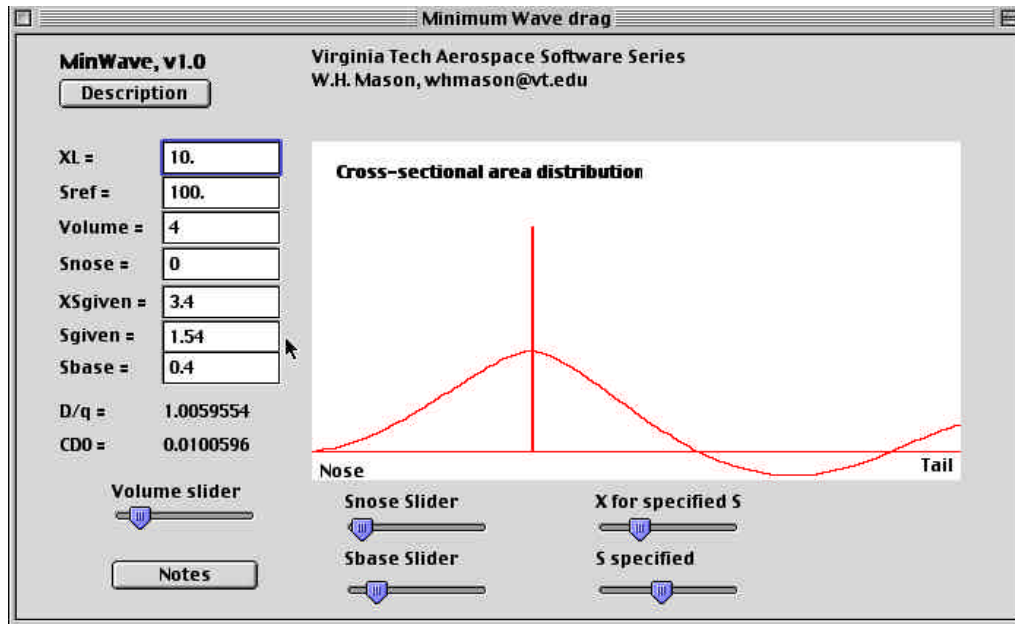 Minimum Wave drag
MinWave, v1.0
Description
Virginia Tech Aerospace Software Series
W.H. Mason, whmason@vt.edu
XL = 10.
Sref = 100.
Volume = 4
Snose = 0
XSgiven = 3.4
Sgiven = 1.54
Sbase = 0.4
D/q = 1.0059554
CD0 = 0.0100596
Cross-sectional area distribution
Nose Tail
Volume slider
Notes
Snose Slider
Sbase Slider
X for specified S
S specified